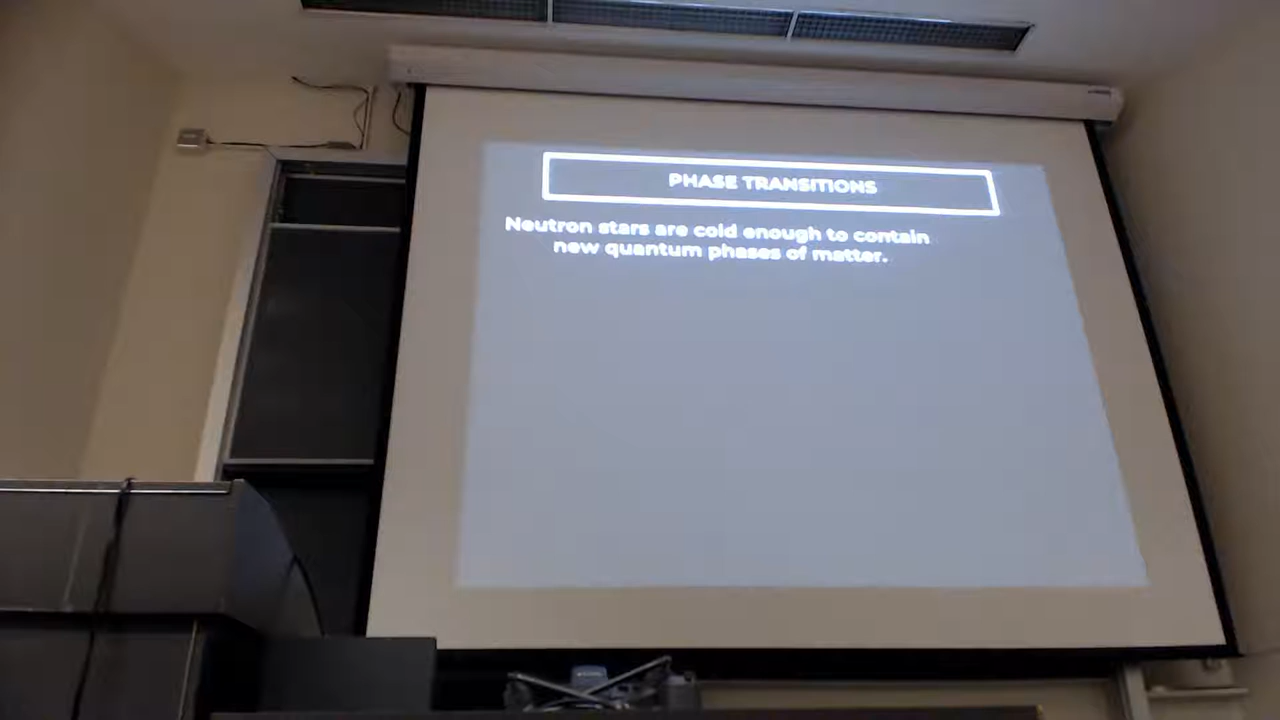 PHASE TRANSITIONS
Neutron stars are cold enough to contain
new quantum phases of matter.